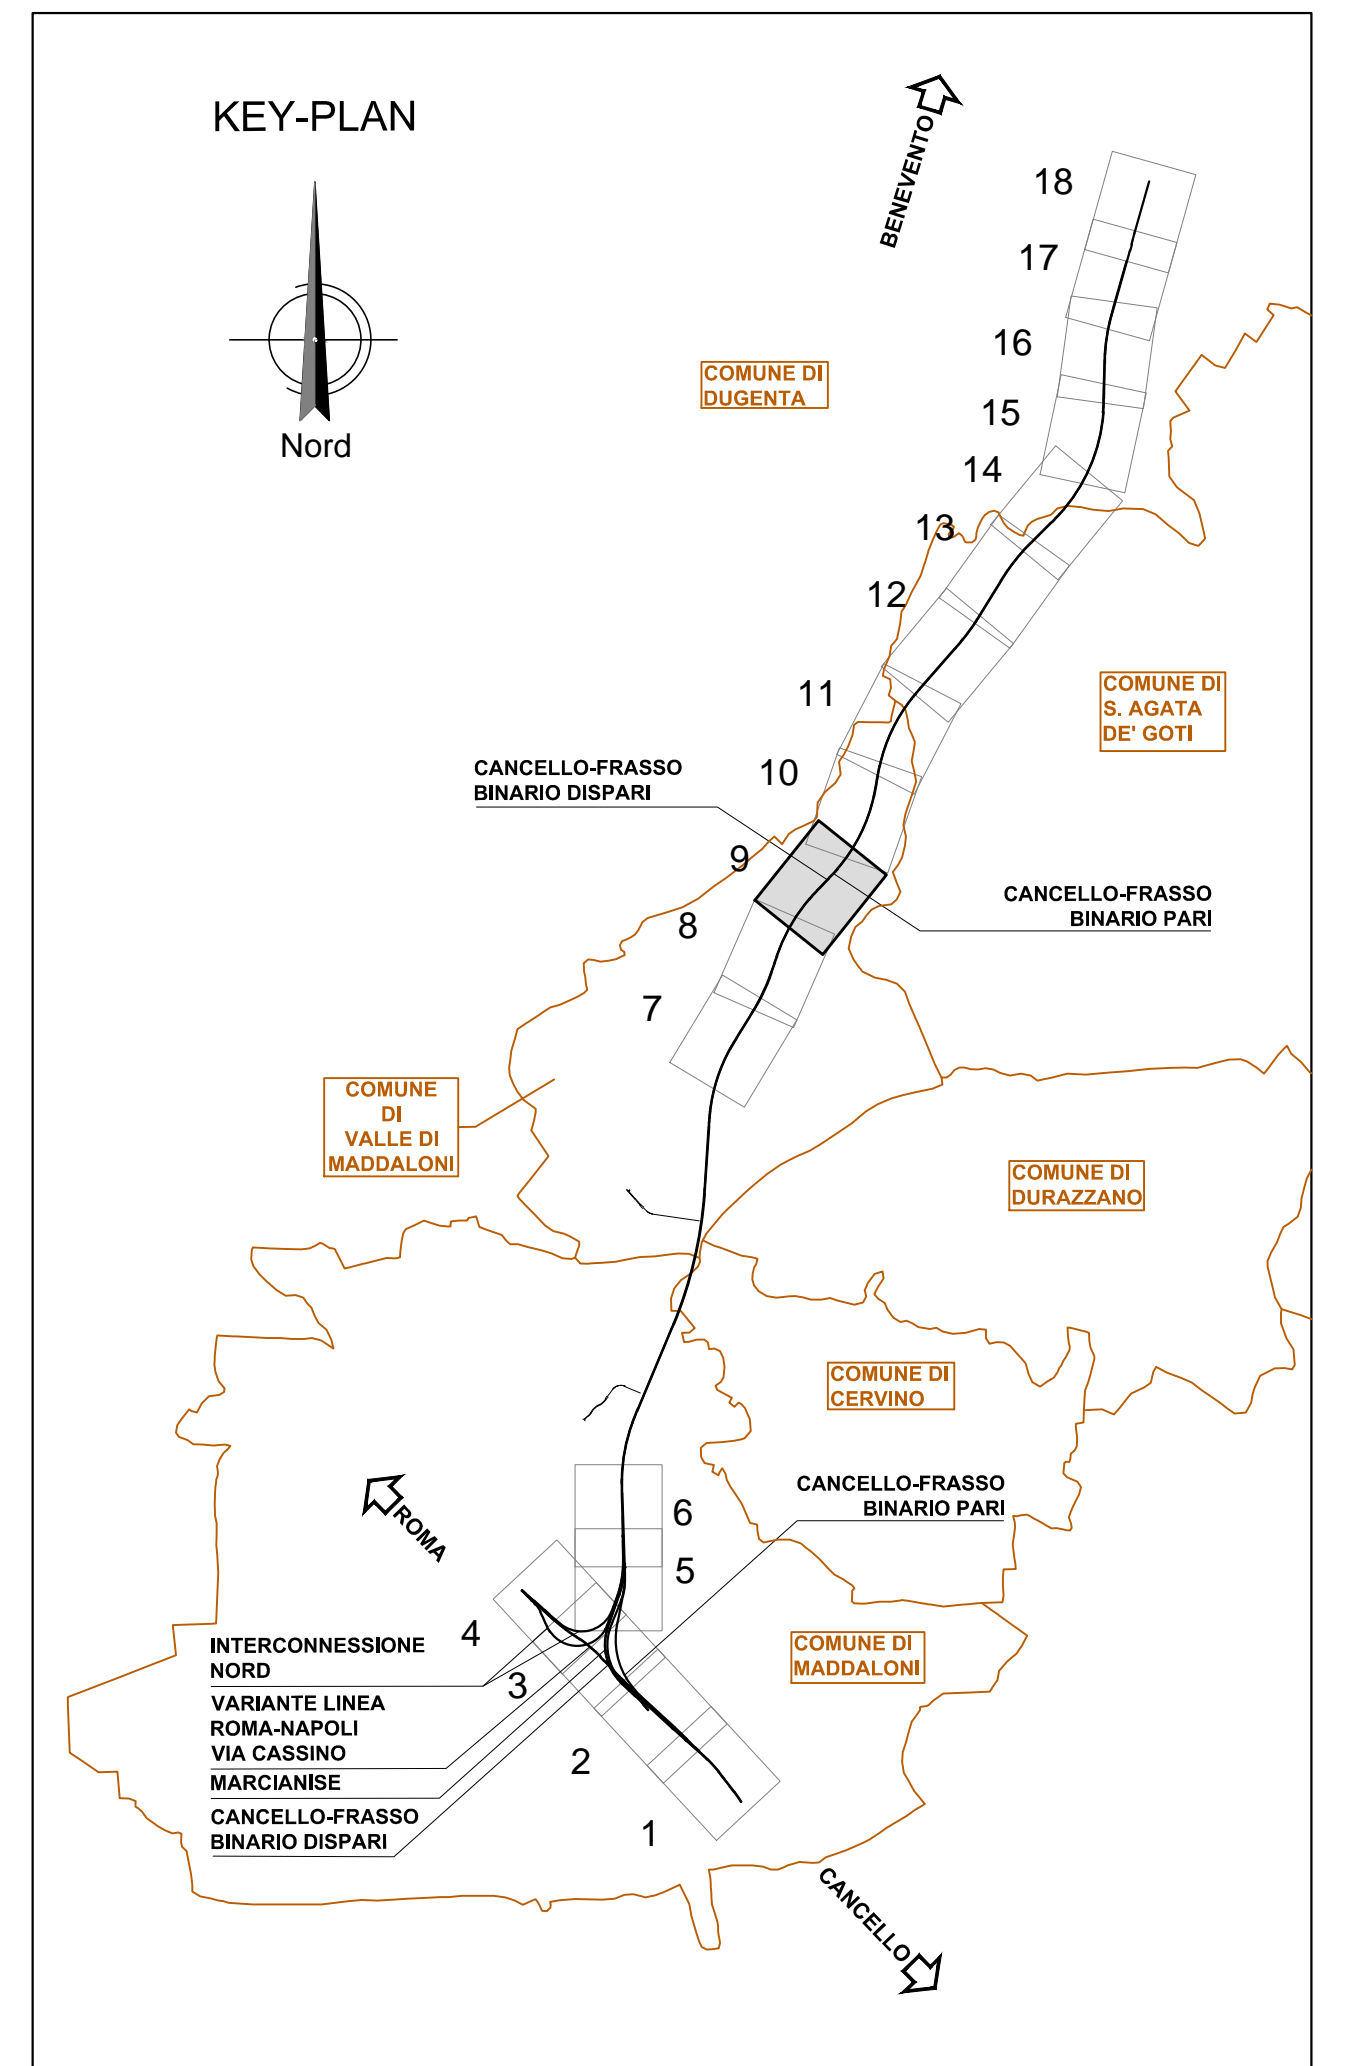 KEY-PLAN
Nord
BENEVENTO
18
17
16
15
14
13
12
11
10
9
8
7
COMUNE DI
DUGENTA
COMUNE DI
S. AGATA
DE' GOTI
CANCELLO-FRASSO
BINARIO DISPARI
CANCELLO-FRASSO
BINARIO PARI
COMUNE
DI
VALLE DI
MADDALONI
COMUNE DI
DURAZZANO
COMUNE DI
CERVINO
CANCELLO-FRASSO
BINARIO PARI
ROMA
6
5
4
3
2
1
COMUNE DI
MADDALONI
INTERCONNESSIONE
NORD
VARIANTE LINEA
ROMA-NAPOLI
VIA CASSINO
MARCIANISE
CANCELLO-FRASSO
BINARIO DISPARI
CANCELLO